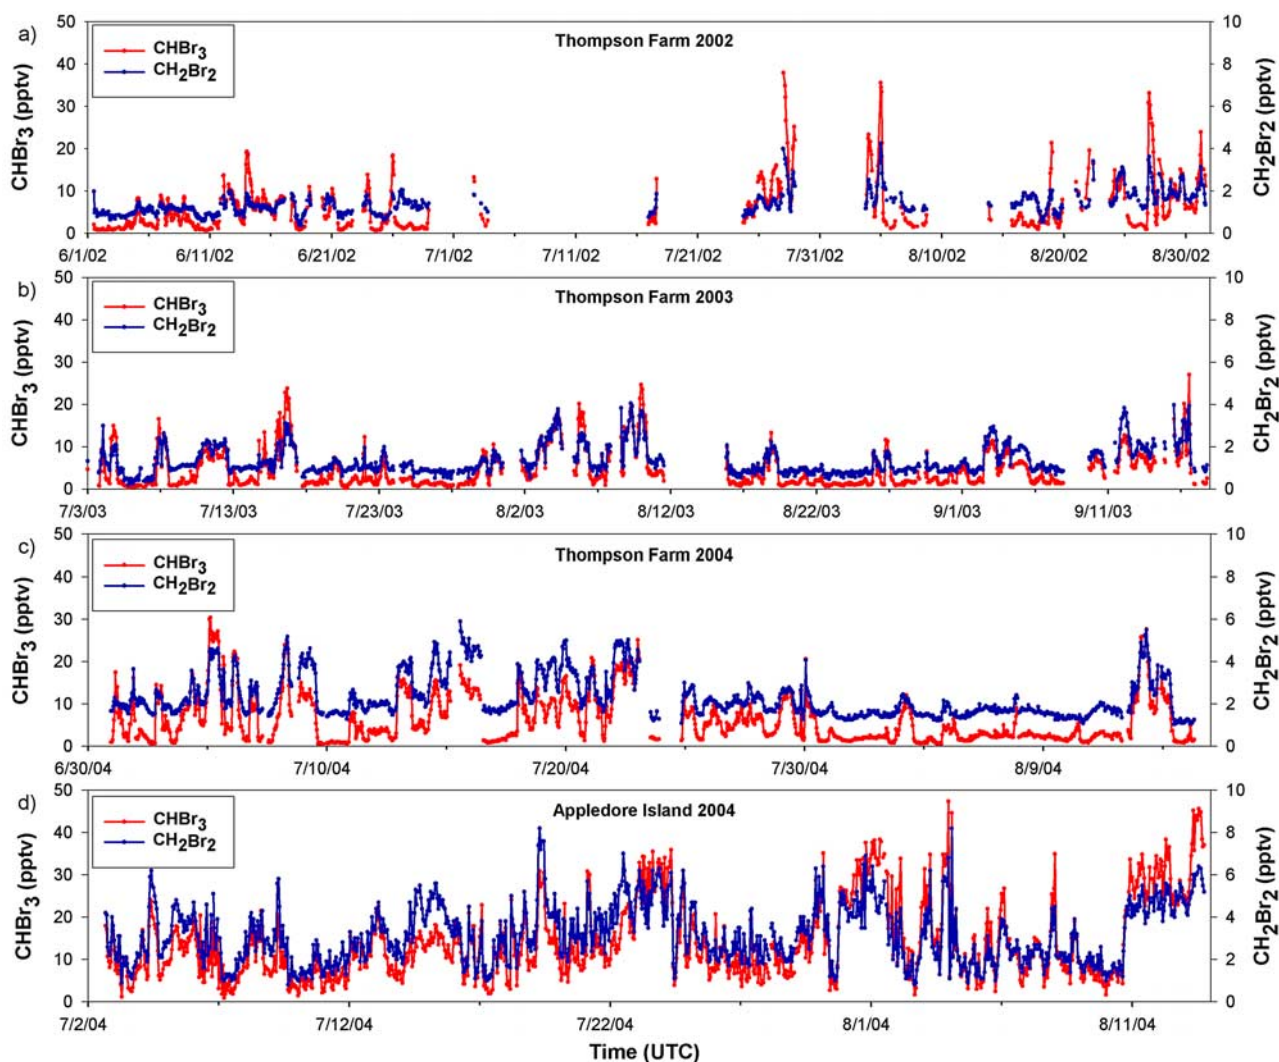 a)
Thompson Farm 2002
CHBr3
CH2Br2
CHBr3 (pptv)
CH2Br2 (pptv)
50
40
30
20
10
0
10
8
6
4
2
0
6/1/02 6/11/02 6/21/02 7/1/02 7/11/02 7/21/02 7/31/02 8/10/02 8/20/02 8/30/02
b)
Thompson Farm 2003
CHBr3
CH2Br2
CHBr3 (pptv)
CH2Br2 (pptv)
50
40
30
20
10
0
10
8
6
4
2
0
7/3/03 7/13/03 7/23/03 8/2/03 8/12/03 8/22/03 9/1/03 9/11/03
c)
Thompson Farm 2004
CHBr3
CH2Br2
CHBr3 (pptv)
CH2Br2 (pptv)
50
40
30
20
10
0
10
8
6
4
2
0
6/30/04 7/10/04 7/20/04 7/30/04 8/9/04
d)
Appledore Island 2004
CHBr3
CH2Br2
CHBr3 (pptv)
CH2Br2 (pptv)
50
40
30
20
10
0
10
8
6
4
2
0
7/2/04 7/12/04 7/22/04 8/1/04 8/11/04
Time (UTC)